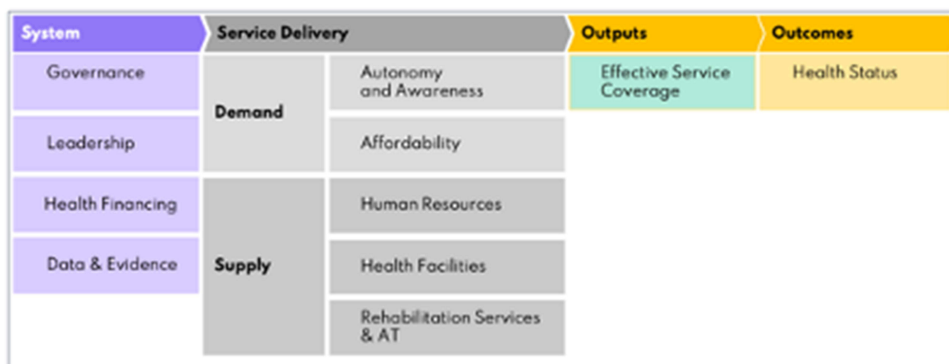 System
Service Delivery
Outputs
Outcomes
Governance
Leadership
Health Financing
Data & Evidence
Demand
Autonomy
and Awareness
Affordability
Supply
Human Resources
Health Facilities
Rehabilitation Services
& AT
Effective Service
Coverage
Health Status